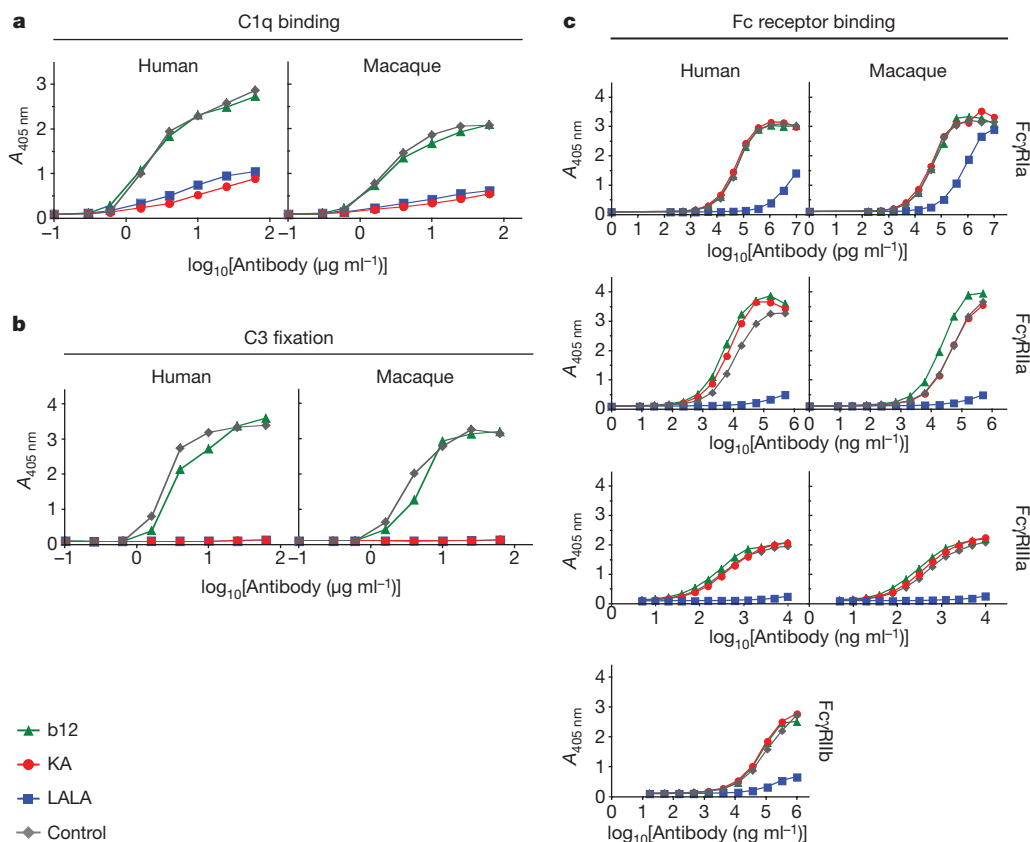 a
C1q binding
Human
Macaque
A405 nm
3
2
1
0
–1
0
1
2
–1
0
1
2
log10[Antibody (µg ml–1)]
b
C3 fixation
Human
Macaque
A405 nm
4
3
2
1
0
–1
0
1
2
–1
0
1
2
log10[Antibody (µg ml–1)]
b12
KA
LALA
Control
c
Fc receptor binding
Human
Macaque
A405 nm
4
3
2
1
0
0 1 2 3 4 5 6 7
0 1 2 3 4 5 6 7
log10[Antibody (pg ml–1)]
FcγRIa
A405 nm
4
3
2
1
0
0 1 2 3 4 5 6
0 1 2 3 4 5 6
log10[Antibody (ng ml–1)]
FcγRIIa
A405 nm
4
3
2
1
0
0 1 2 3 4
0 1 2 3 4
log10[Antibody (ng ml–1)]
FcγRIIIa
A405 nm
4
3
2
1
0
0 1 2 3 4 5 6
log10[Antibody (ng ml–1)]
FcγRIIb